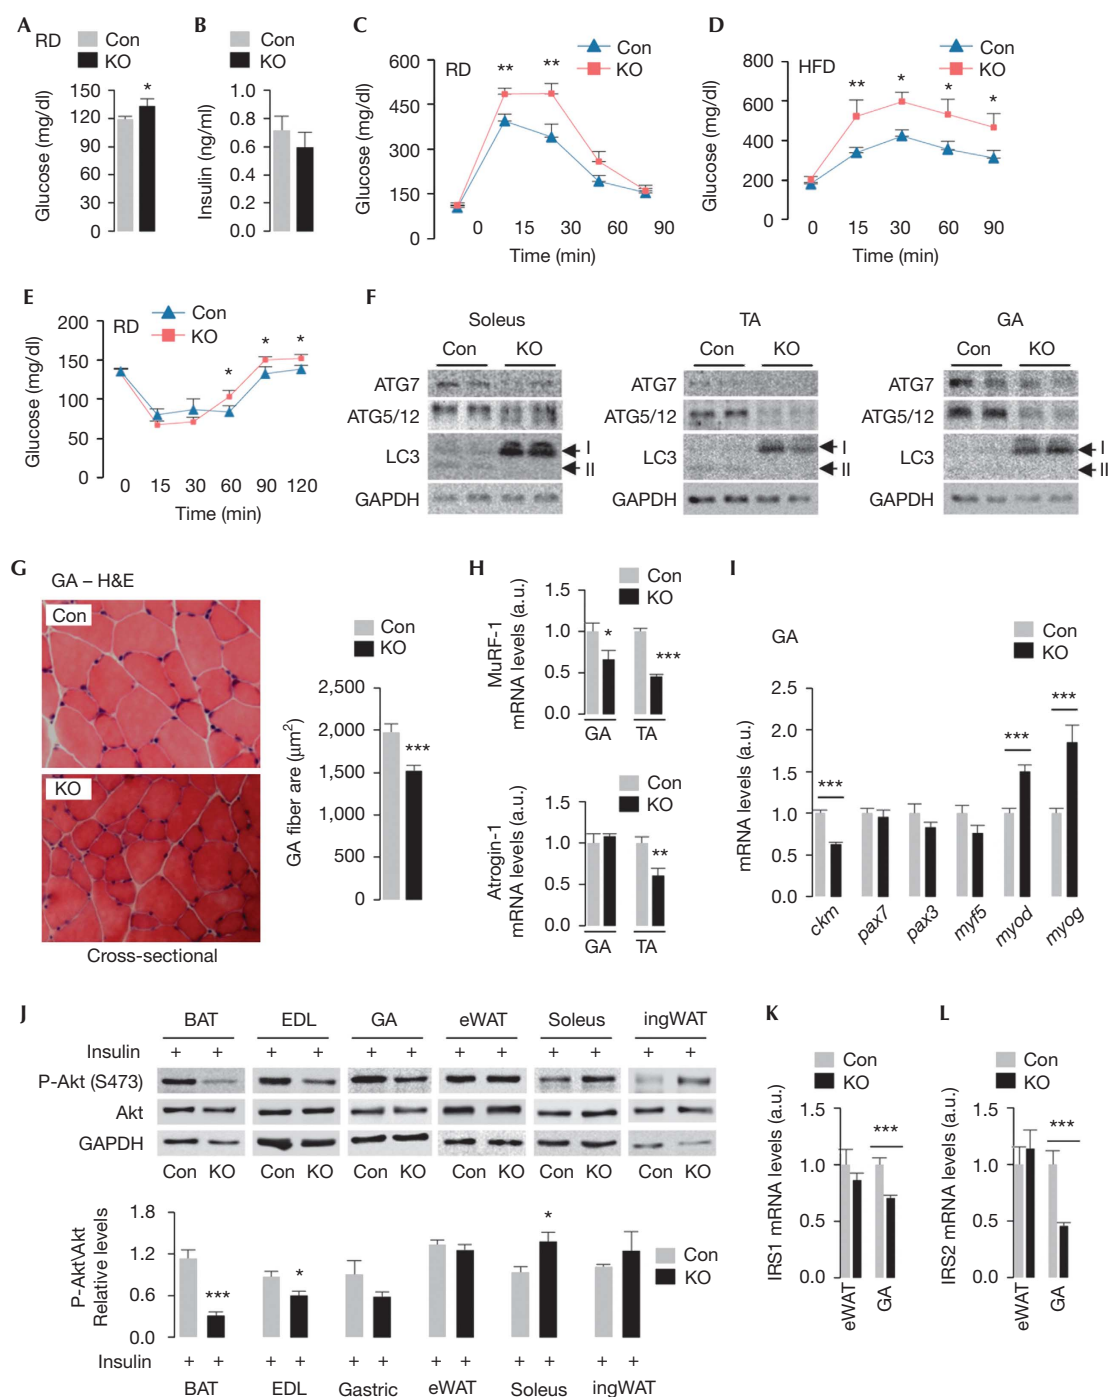 A
RD
Con
KO
Glucose (mg/dl)
150
120
90
60
30
0
*
B
Con
KO
Insulin (ng/ml)
1.0
0.8
0.6
0.4
0.2
0.0
C
RD
Con
KO
Glucose (mg/dl)
600
450
300
150
0
** **
0 15 30 60 90
Time (min)
D
HFD
Con
KO
Glucose (mg/dl)
800
600
400
200
0
** * * *
0 15 30 60 90
Time (min)
E
RD
Con
KO
Glucose (mg/dl)
200
150
100
50
0
* * *
0 15 30 60 90 120
Time (min)
F
Soleus
Con KO
ATG7
ATG5/12
LC3
I
II
GAPDH
TA
Con KO
ATG7
ATG5/12
LC3
I
II
GAPDH
GA
Con KO
ATG7
ATG5/12
LC3
I
II
GAPDH
G
GA – H&E
Con
KO
Cross-sectional
Con
KO
GA fiber are (µm²)
2,500
2,000
1,500
1,000
500
0
***
H
Con
KO
MuRF-1
mRNA levels (a.u.)
1.5
1.0
0.5
0.0
* ***
GA TA
Con
KO
Atrogin-1
mRNA levels (a.u.)
1.5
1.0
0.5
0.0
**
GA TA
I
GA
Con
KO
mRNA levels (a.u.)
2.5
2.0
1.5
1.0
0.5
0.0
*** *** ***
ckm pax7 pax3 myf5 myod myog
J
BAT EDL GA eWAT Soleus ingWAT
Insulin + + + + + + + + + + + +
P-Akt (S473)
Akt
GAPDH
Con KO Con KO Con KO Con KO Con KO Con KO
P-Akt\Akt
Relative levels
1.8
1.2
0.6
0.0
*** * *
Con
KO
Insulin + + + + + + + + + + + +
BAT EDL Gastric eWAT Soleus ingWAT
K
Con
KO
IRS1 mRNA levels (a.u.)
1.5
1.0
0.5
0.0
***
eWAT GA
L
Con
KO
IRS2 mRNA levels (a.u.)
1.5
1.0
0.5
0.0
***
eWAT GA